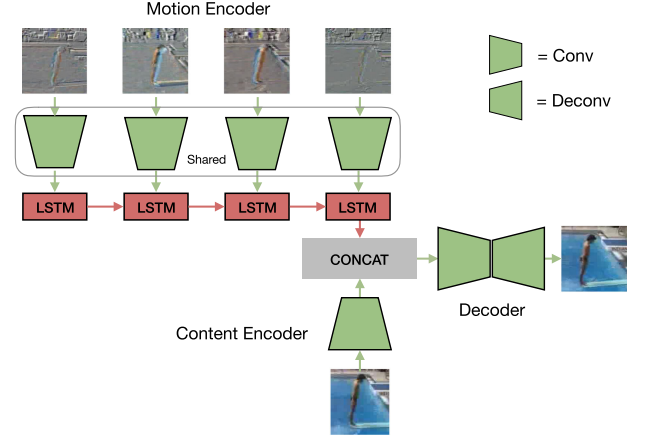 Motion Encoder
= Conv
= Deconv
Shared
LSTM
LSTM
LSTM
LSTM
CONCAT
Decoder
Content Encoder